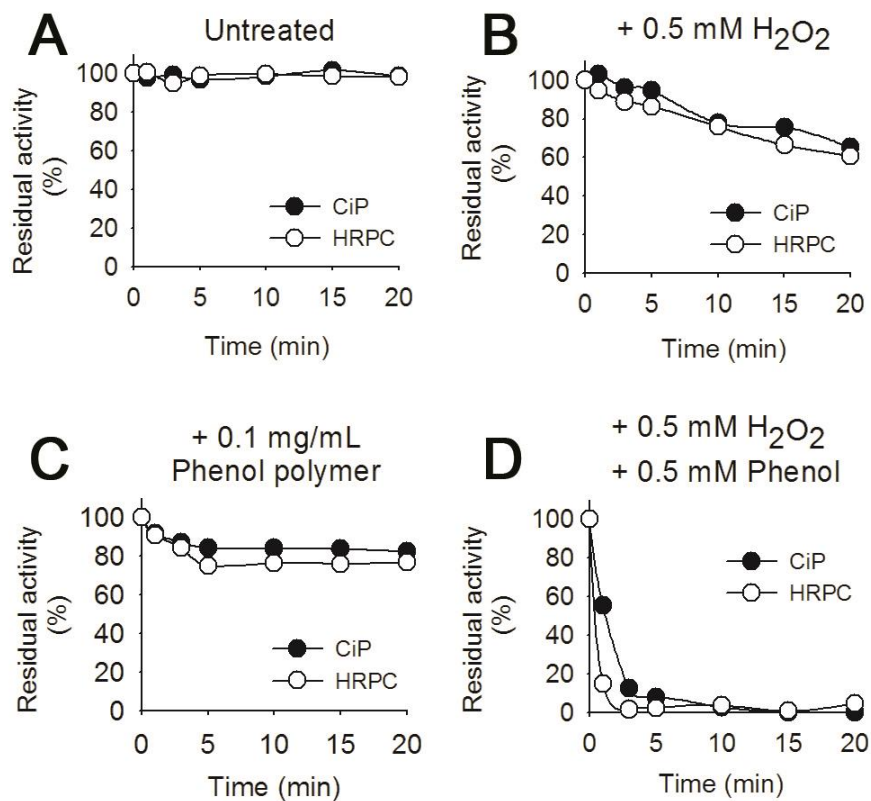 A
Untreated
Residual activity
(%)
100
80
60
40
20
0
CiP
HRPC
0 5 10 15 20
Time (min)
B
+ 0.5 mM H₂O₂
Residual activity
(%)
100
80
60
40
20
0
CiP
HRPC
0 5 10 15 20
Time (min)
C
+ 0.1 mg/mL
Phenol polymer
Residual activity
(%)
100
80
60
40
20
0
CiP
HRPC
0 5 10 15 20
Time (min)
D
+ 0.5 mM H₂O₂
+ 0.5 mM Phenol
Residual activity
(%)
100
80
60
40
20
0
CiP
HRPC
0 5 10 15 20
Time (min)